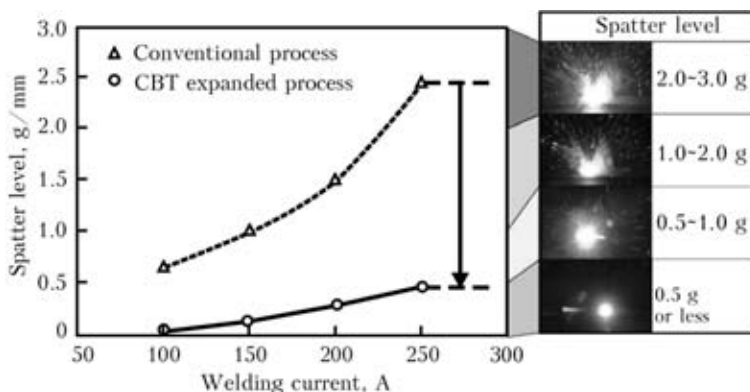 Spatter level, g/mm
3.0
2.5
2.0
1.5
1.0
0.5
0
△ Conventional process
○ CBT expanded process
50 100 150 200 250 300
Welding current, A
Spatter level
2.0~3.0 g
1.0~2.0 g
0.5~1.0 g
0.5 g
or less